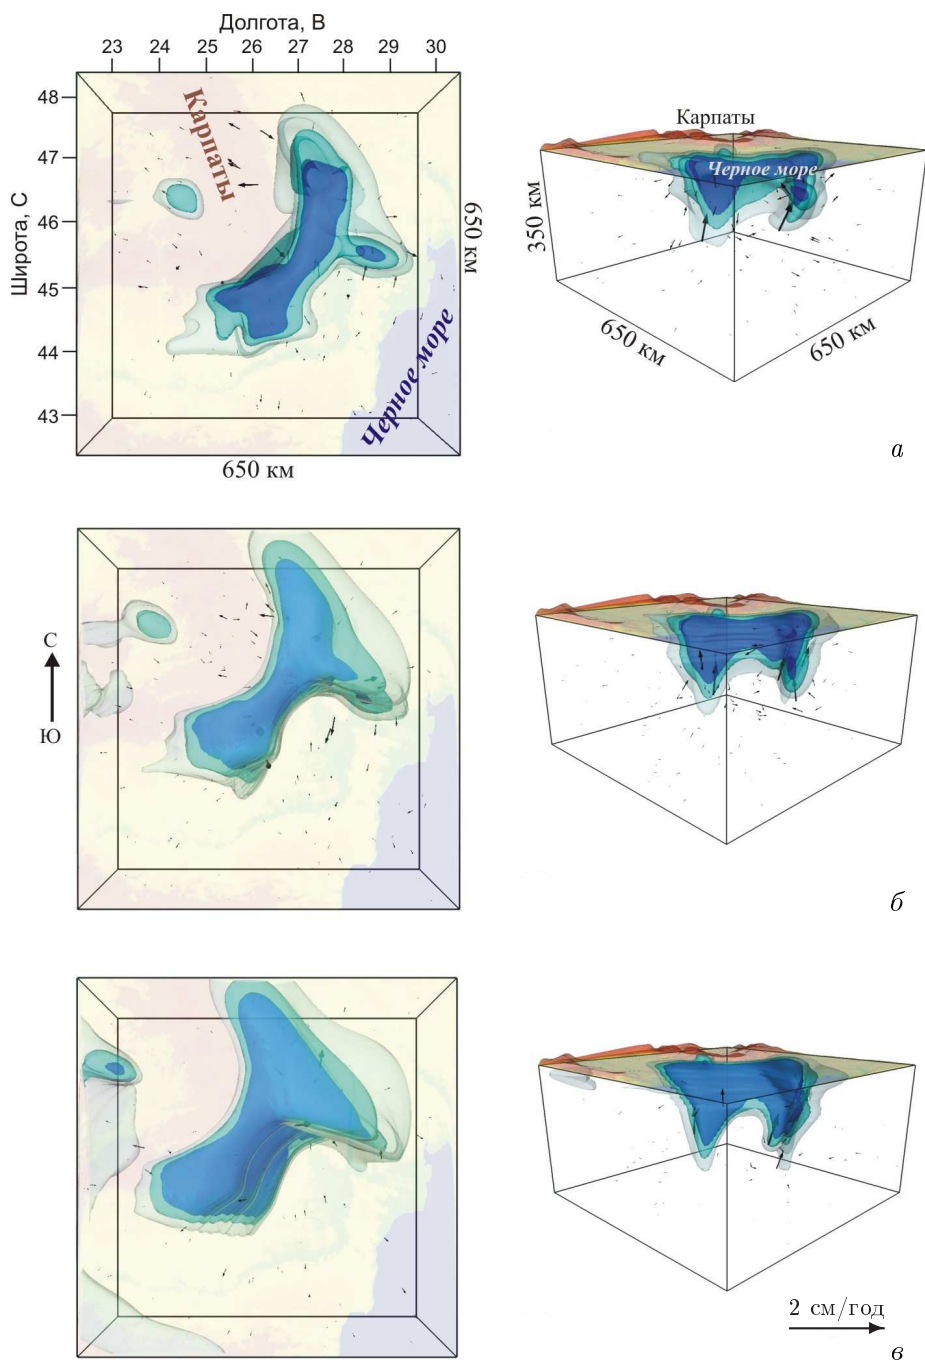 Долгота, В
23 24 25 26 27 28 29 30
Широта, С
48
47
46
45
44
43
Карпаты
Черное море
650 км
650 км
Карпаты
Черное море
350 км
650 км
650 км
а
С
Ю
б
2 см/год
в